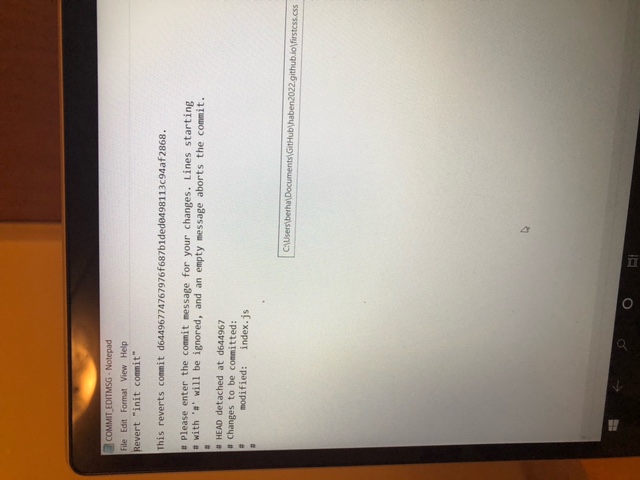 COMMIT_EDITMSG - Notepad
File Edit Format View Help
Revert "init commit"
This reverts commit d64496774767976f687b1ded0498113c94af2868.
# Please enter the commit message for your changes. Lines starting
# with '#' will be ignored, and an empty message aborts the commit.
#
# HEAD detached at d644967
# Changes to be committed:
#       modified:   index.js
#
C:\Users\berha\Documents\GitHub\haben2022.github.io\firstcss.css